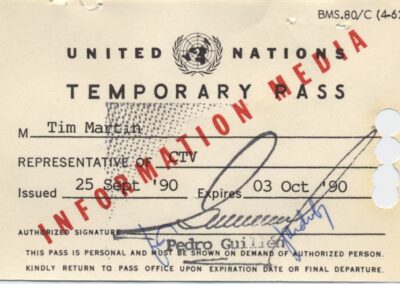 BMS.80/C (4-62
UNITED NATIONS
TEMPORARY PASS
INFORMATION MEDIA
M Tim Martin
REPRESENTATIVE OF CTV
Issued 25 Sept '90 Expires 03 Oct '90
AUTHORIZED SIGNATURE
Pedro Guillen
THIS PASS IS PERSONAL AND MUST BE SHOWN ON DEMAND OF AUTHORIZED PERSON.
KINDLY RETURN TO PASS OFFICE UPON EXPIRATION DATE OR FINAL DEPARTURE.